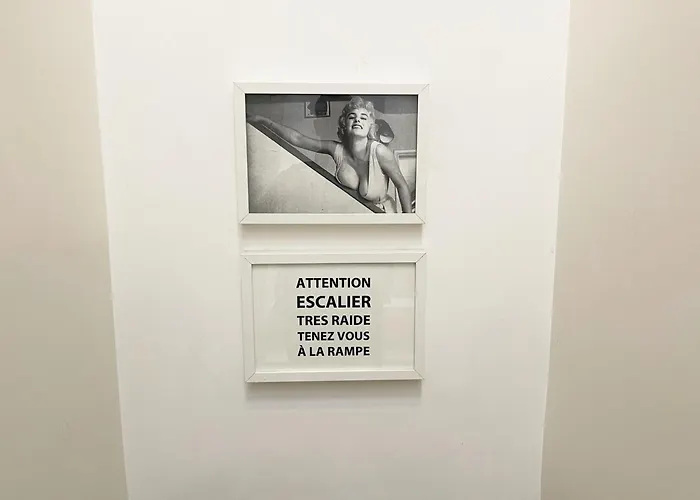 ATTENTION
ESCALIER
TRES RAIDE
TENEZ VOUS
À LA RAMPE